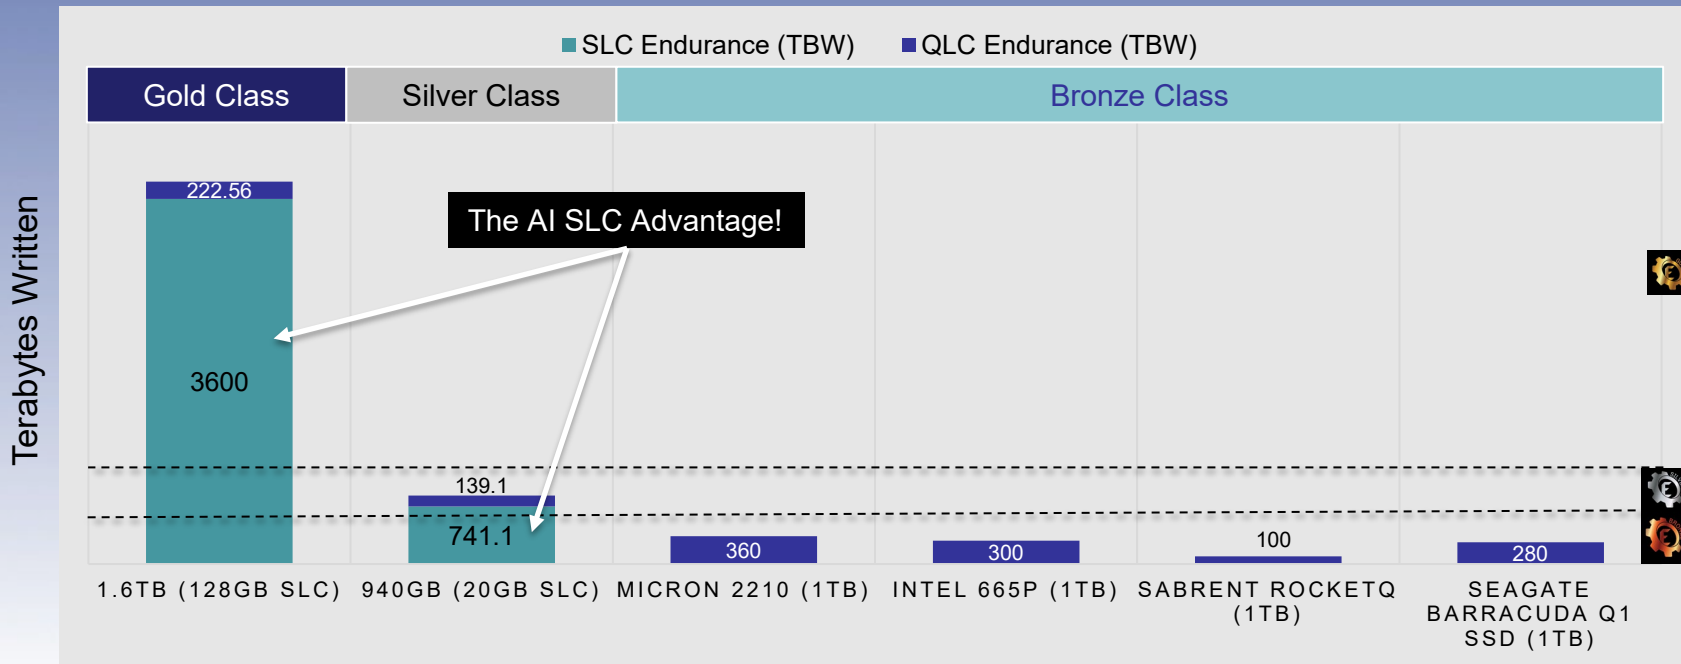 SLC Endurance (TBW) QLC Endurance (TBW)
Gold Class Silver Class Bronze Class
Terabytes Written
222.56
The AI SLC Advantage!
3600
139.1
741.1
360
300
100
280
1.6TB (128GB SLC) 940GB (20GB SLC) MICRON 2210 (1TB) INTEL 665P (1TB) SABRENT ROCKETQ (1TB) SEAGATE BARRACUDA Q1 SSD (1TB)